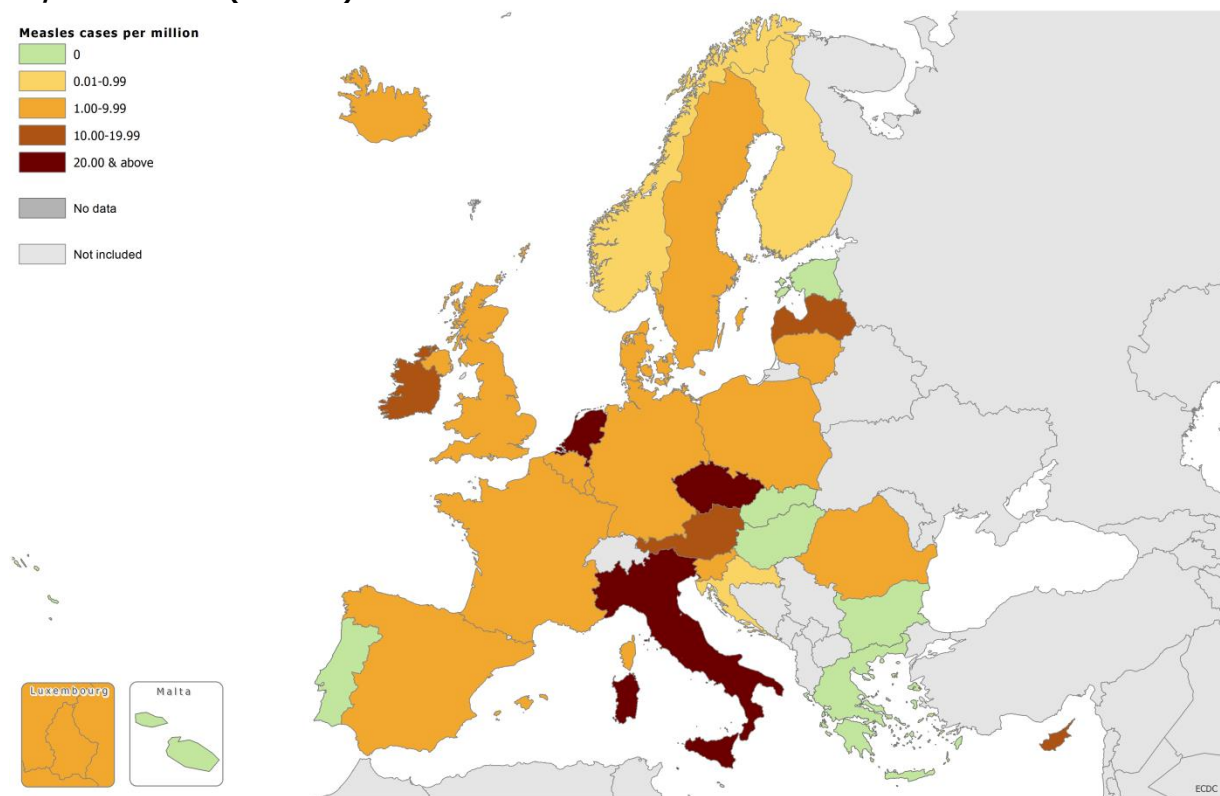 Measles cases per million
0
0.01-0.99
1.00-9.99
10.00-19.99
20.00 & above
No data
Not included
Luxembourg
Malta
ECDC